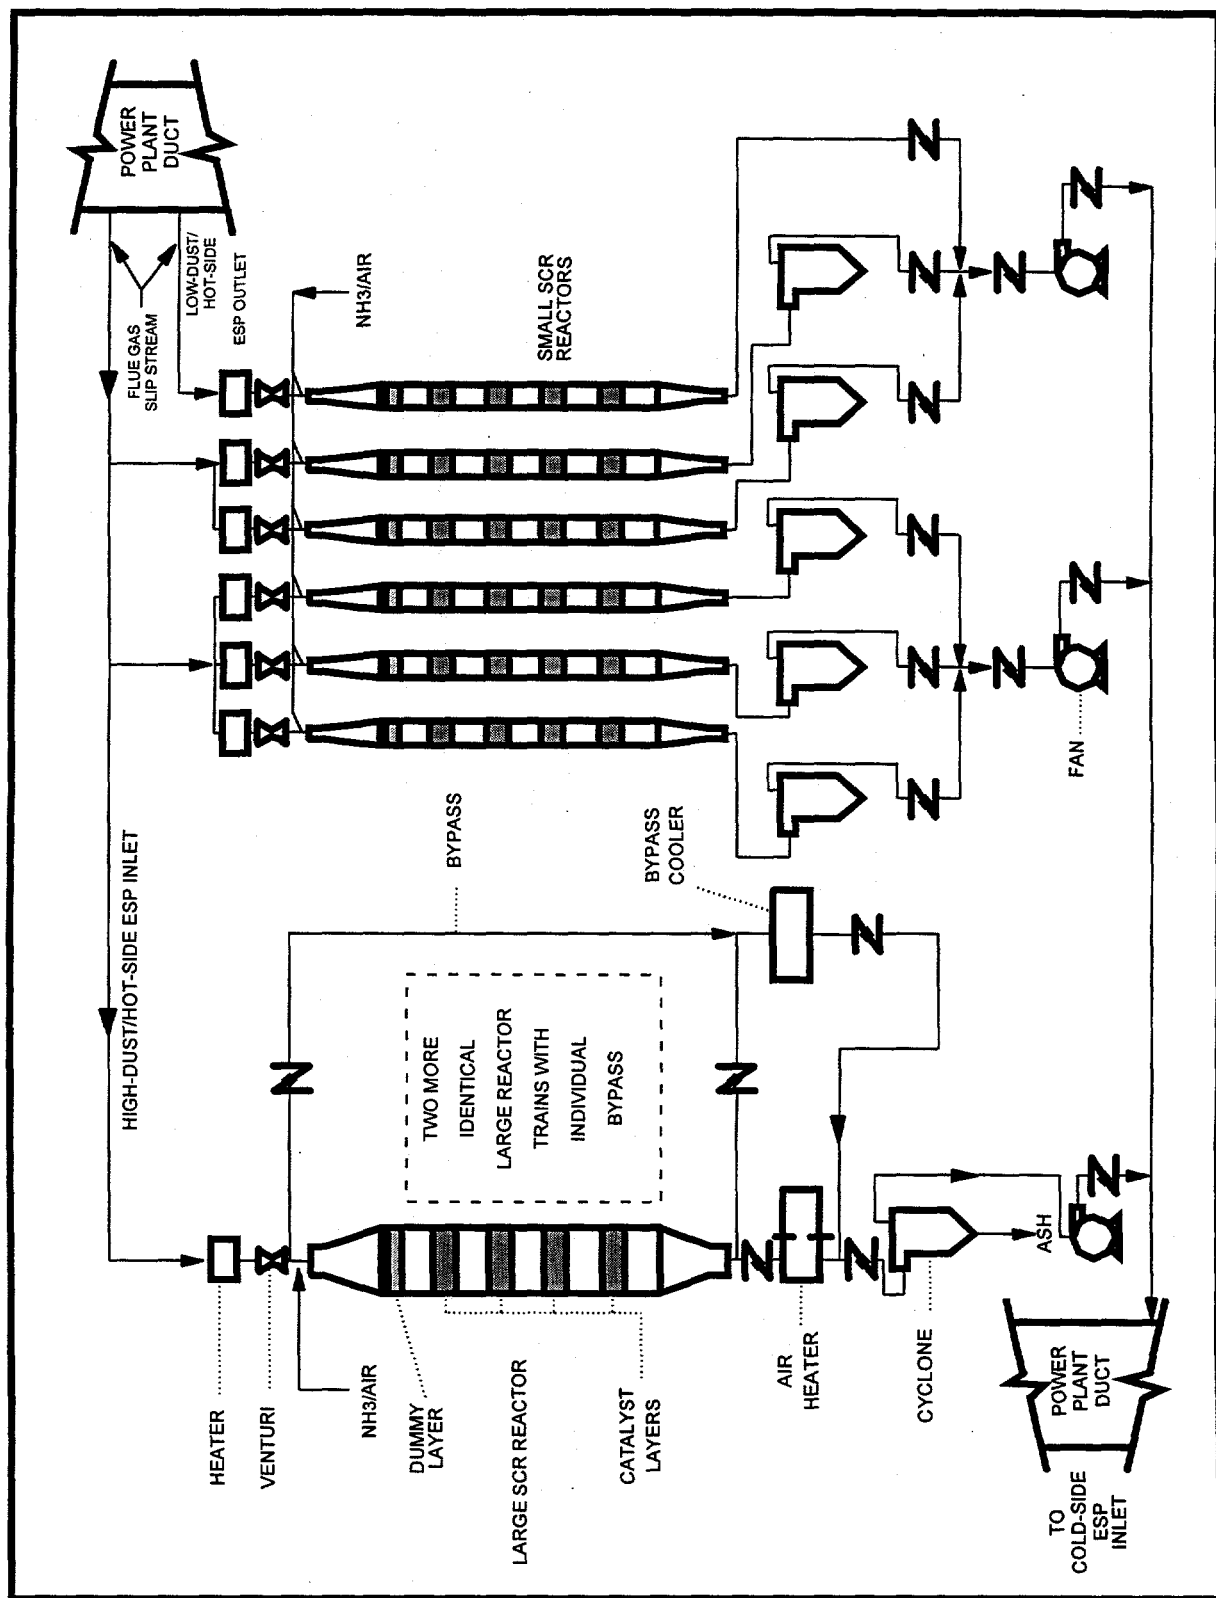 POWER
PLANT
DUCT
FLUE GAS
SLIP STREAM
LOW-DUST/
HOT-SIDE
ESP OUTLET
HIGH-DUST/HOT-SIDE ESP INLET
HEATER
VENTURI
NH3/AIR
NH3/AIR
DUMMY
LAYER
LARGE SCR REACTOR
CATALYST
LAYERS
TWO MORE
IDENTICAL
LARGE REACTOR
TRAINS WITH
INDIVIDUAL
BYPASS
BYPASS
SMALL SCR
REACTORS
BYPASS
COOLER
AIR
HEATER
CYCLONE
ASH
FAN
POWER
PLANT
DUCT
TO
COLD-SIDE
ESP
INLET